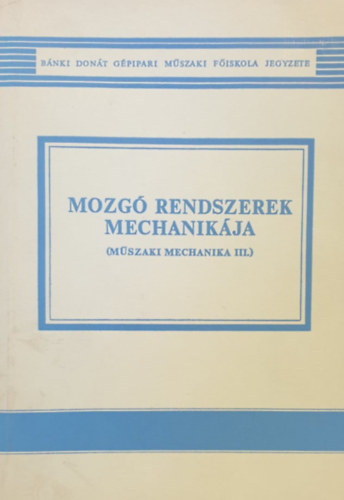 BÁNKI DONÁT GÉPIPARI MŰSZAKI FŐISKOLA JEGYZETE
MOZGÓ RENDSZEREK
MECHANIKÁJA
(MŰSZAKI MECHANIKA III.)